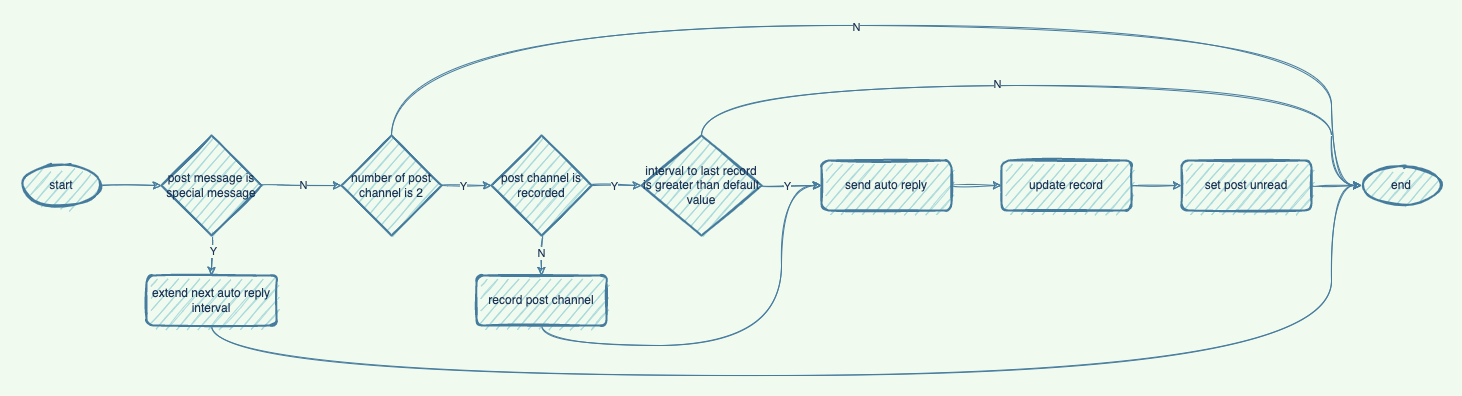 N
N
start
post message is
special message
N
number of post
channel is 2
Y
post channel is
recorded
Y
interval to last record
is greater than default
value
Y
send auto reply
update record
set post unread
end
Y
N
extend next auto reply
interval
record post channel